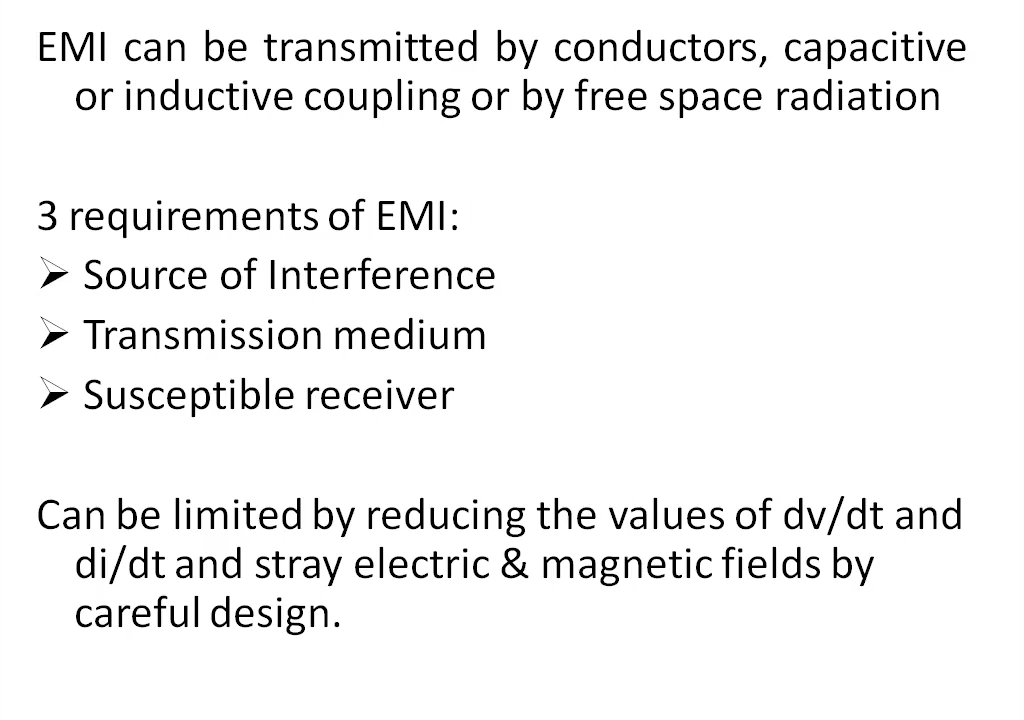 EMI can be transmitted by conductors, capacitive
or inductive coupling or by free space radiation
3 requirements of EMI:
➢ Source of Interference
➢ Transmission medium
➢ Susceptible receiver
Can be limited by reducing the values of dv/dt and
di/dt and stray electric & magnetic fields by
careful design.